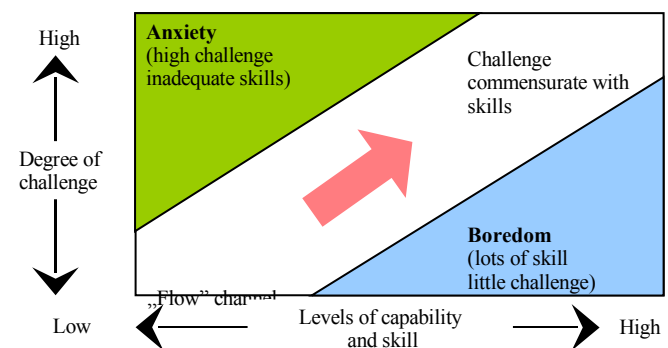 High
Anxiety
(high challenge
inadequate skills)
Challenge
commensurate with
skills
Degree of
challenge
Boredom
(lots of skill
little challenge)
„Flow” channel
Low
Levels of capability
and skill
High